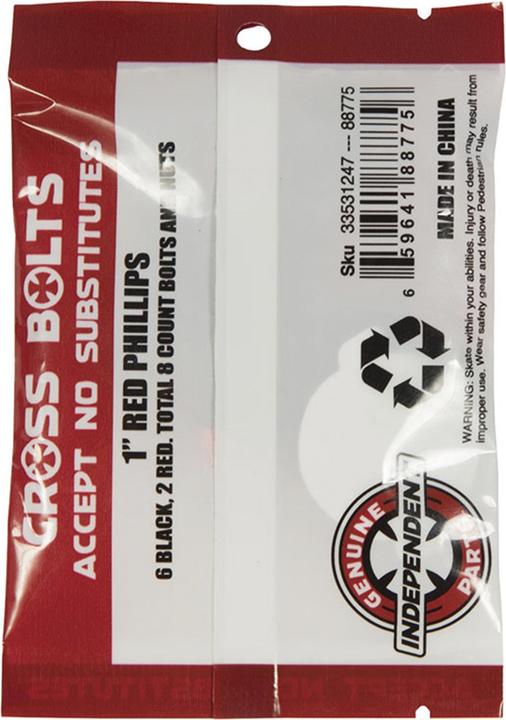 CROSS BOLTS
ACCEPT NO SUBSTITUTES
1" RED PHILLIPS
6 BLACK, 2 RED. TOTAL 8 COUNT BOLTS AND NUTS
Sku 33531247 --- 88775
6 59641 88775
MADE IN CHINA
WARNING: Skate within your abilities. Injury or death may result from
improper use. Wear safety gear and follow Pedestrian rules.
GENUINE
INDEPENDENT
PARTS